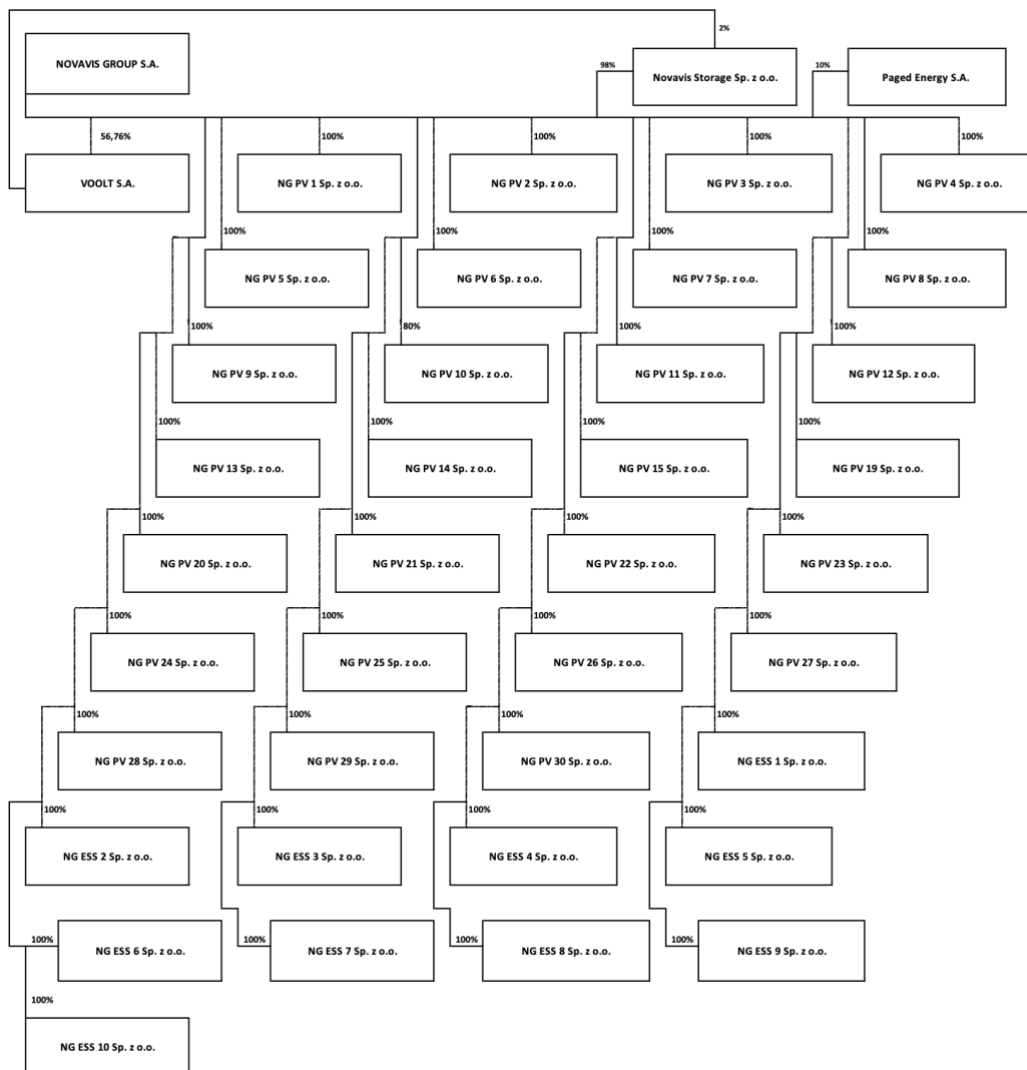 2%
NOVAVIS GROUP S.A.
98%
Novavis Storage Sp. z o.o.
10%
Paged Energy S.A.
56,76%
100%
100%
100%
100%
VOOLT S.A.
NG PV 1 Sp. z o.o.
NG PV 2 Sp. z o.o.
NG PV 3 Sp. z o.o.
NG PV 4 Sp. z o.o.
100%
100%
100%
100%
NG PV 5 Sp. z o.o.
NG PV 6 Sp. z o.o.
NG PV 7 Sp. z o.o.
NG PV 8 Sp. z o.o.
100%
80%
100%
100%
NG PV 9 Sp. z o.o.
NG PV 10 Sp. z o.o.
NG PV 11 Sp. z o.o.
NG PV 12 Sp. z o.o.
100%
100%
100%
100%
NG PV 13 Sp. z o.o.
NG PV 14 Sp. z o.o.
NG PV 15 Sp. z o.o.
NG PV 19 Sp. z o.o.
100%
100%
100%
100%
NG PV 20 Sp. z o.o.
NG PV 21 Sp. z o.o.
NG PV 22 Sp. z o.o.
NG PV 23 Sp. z o.o.
100%
100%
100%
100%
NG PV 24 Sp. z o.o.
NG PV 25 Sp. z o.o.
NG PV 26 Sp. z o.o.
NG PV 27 Sp. z o.o.
100%
100%
100%
100%
NG PV 28 Sp. z o.o.
NG PV 29 Sp. z o.o.
NG PV 30 Sp. z o.o.
NG ESS 1 Sp. z o.o.
100%
100%
100%
100%
NG ESS 2 Sp. z o.o.
NG ESS 3 Sp. z o.o.
NG ESS 4 Sp. z o.o.
NG ESS 5 Sp. z o.o.
100%
NG ESS 6 Sp. z o.o.
100%
NG ESS 7 Sp. z o.o.
100%
NG ESS 8 Sp. z o.o.
100%
NG ESS 9 Sp. z o.o.
100%
NG ESS 10 Sp. z o.o.